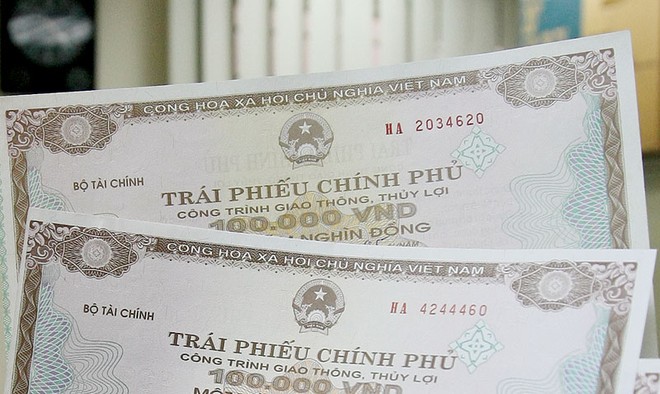 CỘNG HÒA XÃ HỘI CHỦ NGHĨA VIỆT NAM
HA 2034620
BỘ TÀI CHÍNH
TRÁI PHIẾU CHÍNH PHỦ
CÔNG TRÌNH GIAO THÔNG, THỦY LỢI
100.000 VND
NGHÌN ĐỒNG
CỘNG HÒA XÃ HỘI CHỦ NGHĨA VIỆT NAM
HA 4244460
BỘ TÀI CHÍNH
TRÁI PHIẾU CHÍNH PHỦ
CÔNG TRÌNH GIAO THÔNG, THỦY LỢI
100.000 VND